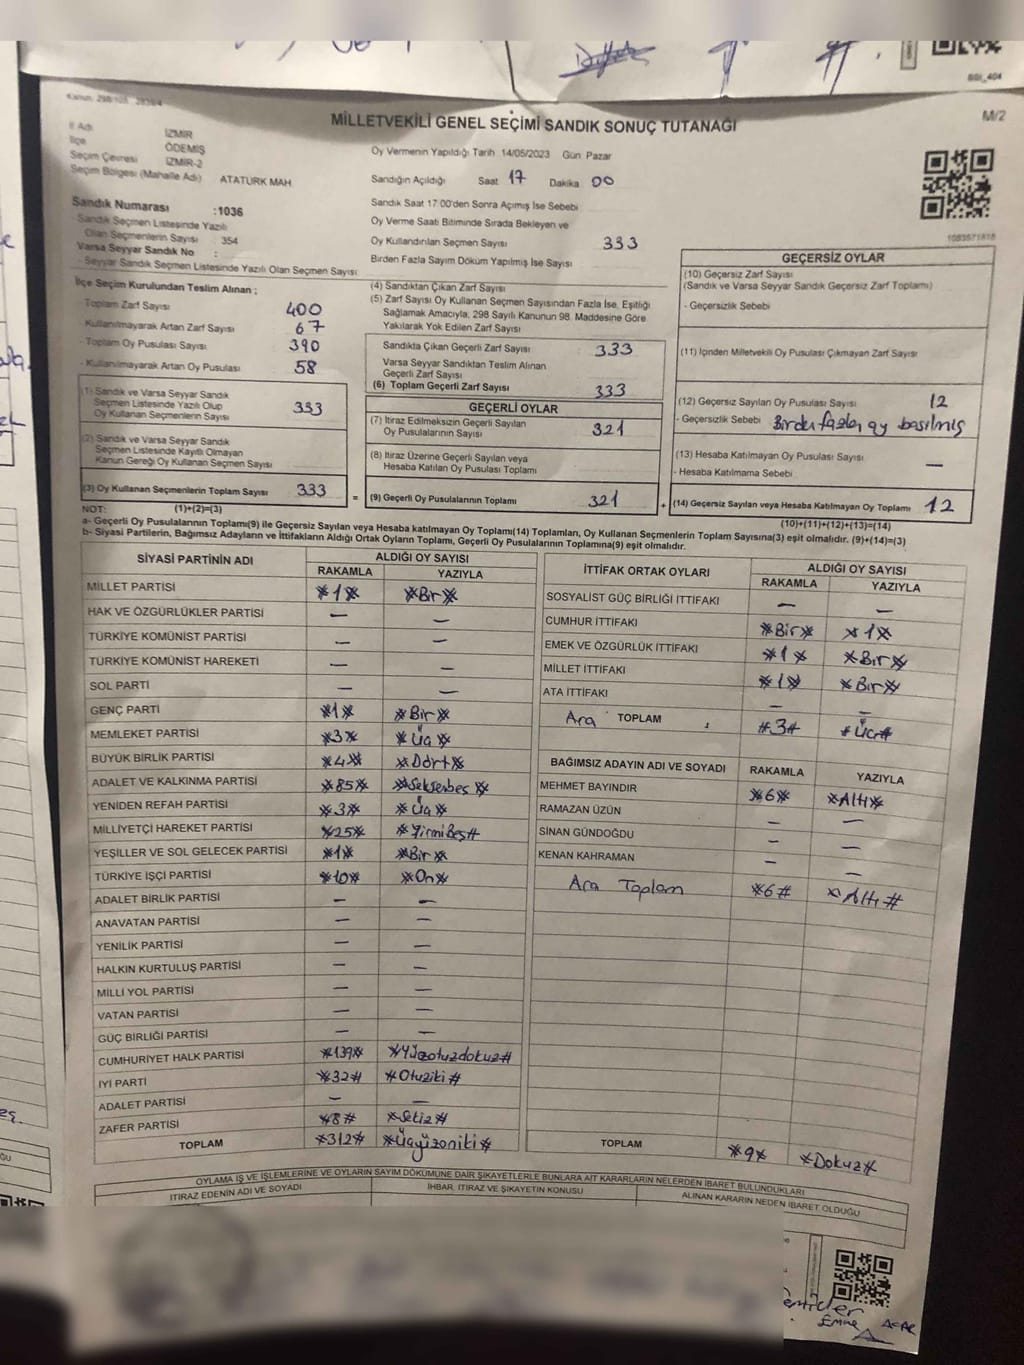 BSI_404
M/2
MİLLETVEKİLİ GENEL SEÇİMİ SANDIK SONUÇ TUTANAĞI
İl Adı İZMİR
İlçe ÖDEMİŞ
Seçim Çevresi İZMİR-2
Seçim Bölgesi (Mahalle Adı) ATATÜRK MAH
Sandık Numarası :1036
- Sandık Seçmen Listesinde Yazılı
Olan Seçmenlerin Sayısı : 354
Varsa Seyyar Sandık No :
- Seyyar Sandık Seçmen Listesinde Yazılı Olan Seçmen Sayısı:
Oy Vermenin Yapıldığı Tarih 14/05/2023 Gün Pazar
Sandığın Açıldığı Saat 17 Dakika 00
Sandık Saat 17:00'den Sonra Açımış İse Sebebi
Oy Verme Saati Bitiminde Sırada Bekleyen ve
Oy Kullandırılan Seçmen Sayısı 333
Birden Fazla Sayım Döküm Yapılmış İse Sayısı
İlçe Seçim Kurulundan Teslim Alınan ;
- Toplam Zarf Sayısı 400
- Kullanılmayarak Artan Zarf Sayısı 67
- Toplam Oy Pusulası Sayısı 390
- Kullanılmayarak Artan Oy Pusulası 58
(1) Sandık ve Varsa Seyyar Sandık
Seçmen Listesinde Yazılı Olup
Oy Kullanan Seçmenlerin Sayısı 333
(2) Sandık ve Varsa Seyyar Sandık
Seçmen Listesinde Kayıtlı Olmayan
Kanun Gereği Oy Kullanan Seçmen Sayısı
(3) Oy Kullanan Seçmenlerin Toplam Sayısı 333
(1)+(2)=(3)
(4) Sandıktan Çıkan Zarf Sayısı
(5) Zarf Sayısı Oy Kullanan Seçmen Sayısından Fazla İse, Eşitliği
Sağlamak Amacıyla, 298 Sayılı Kanunun 98. Maddesine Göre
Yakılarak Yok Edilen Zarf Sayısı
Sandıkta Çıkan Geçerli Zarf Sayısı 333
Varsa Seyyar Sandıktan Teslim Alınan
Geçerli Zarf Sayısı
(6) Toplam Geçerli Zarf Sayısı 333
GEÇERLİ OYLAR
(7) İtiraz Edilmeksizin Geçerli Sayılan
Oy Pusulalarının Sayısı 321
(8) İtiraz Üzerine Geçerli Sayılan veya
Hesaba Katılan Oy Pusulası Toplamı
= (9) Geçerli Oy Pusulalarının Toplamı 321
GEÇERSİZ OYLAR
(10) Geçersiz Zarf Sayısı
(Sandık ve Varsa Seyyar Sandık Geçersiz Zarf Toplamı)
- Geçersizlik Sebebi
(11) İçinden Milletvekili Oy Pusulası Çıkmayan Zarf Sayısı
(12) Geçersiz Sayılan Oy Pusulası Sayısı 12
- Geçersizlik Sebebi Birden fazla oy basılmış
(13) Hesaba Katılmayan Oy Pusulası Sayısı —
- Hesaba Katılmama Sebebi
+ (14) Geçersiz Sayılan veya Hesaba Katılmayan Oy Toplamı 12
(10)+(11)+(12)+(13)=(14)
NOT:
a- Geçerli Oy Pusulalarının Toplamı(9) ile Geçersiz Sayılan veya Hesaba katılmayan Oy Toplamı(14) Toplamları, Oy Kullanan Seçmenlerin Toplam Sayısına(3) eşit olmalıdır. (9)+(14)=(3)
b- Siyasi Partilerin, Bağımsız Adayların ve İttifakların Aldığı Ortak Oyların Toplamı, Geçerli Oy Pusulalarının Toplamına(9) eşit olmalıdır.
SİYASİ PARTİNİN ADI ALDIĞI OY SAYISI
RAKAMLA YAZIYLA
MİLLET PARTİSİ *1* *Bir*
HAK VE ÖZGÜRLÜKLER PARTİSİ — —
TÜRKİYE KOMÜNİST PARTİSİ — —
TÜRKİYE KOMÜNİST HAREKETİ — —
SOL PARTİ — —
GENÇ PARTİ *1* *Bir*
MEMLEKET PARTİSİ *3* *Üç*
BÜYÜK BİRLİK PARTİSİ *4* *Dört*
ADALET VE KALKINMA PARTİSİ *85* *Seksenbeş*
YENİDEN REFAH PARTİSİ *3* *Üç*
MİLLİYETÇİ HAREKET PARTİSİ *25* *YirmiBeş#
YEŞİLLER VE SOL GELECEK PARTİSİ *1* *Bir*
TÜRKİYE İŞÇİ PARTİSİ *10* *On*
ADALET BİRLİK PARTİSİ — —
ANAVATAN PARTİSİ — —
YENİLİK PARTİSİ — —
HALKIN KURTULUŞ PARTİSİ — —
MİLLİ YOL PARTİSİ — —
VATAN PARTİSİ — —
GÜÇ BİRLİĞİ PARTİSİ — —
CUMHURİYET HALK PARTİSİ *139* *Yüzotuzdokuz#
İYİ PARTİ *32# #Otuziki#
ADALET PARTİSİ — —
ZAFER PARTİSİ *8# *Sekiz#
TOPLAM *312# *Üçyüzoniki*
İTTİFAK ORTAK OYLARI ALDIĞI OY SAYISI
RAKAMLA YAZIYLA
SOSYALİST GÜÇ BİRLİĞİ İTTİFAKI — —
CUMHUR İTTİFAKI *Bir* *1*
EMEK VE ÖZGÜRLÜK İTTİFAKI *1* *Bir*
MİLLET İTTİFAKI *1* *Bir*
ATA İTTİFAKI — —
Ara TOPLAM #3# #Üç#
BAĞIMSIZ ADAYIN ADI VE SOYADI RAKAMLA YAZIYLA
MEHMET BAYINDIR *6* *Altı*
RAMAZAN ÜZÜN — —
SİNAN GÜNDOĞDU — —
KENAN KAHRAMAN — —
Ara Toplam *6# *Altı#
TOPLAM *9* *Dokuz*
OYLAMA İŞ VE İŞLEMLERİNE VE OYLARIN SAYIM DÖKÜMÜNE DAİR ŞİKAYETLERLE BUNLARA AİT KARARLARIN NELERDEN İBARET BULUNDUKLARI
İTİRAZ EDENİN ADI VE SOYADI İHBAR, İTİRAZ VE ŞİKAYETİN KONUSU ALINAN KARARIN NEDEN İBARET OLDUĞU
Emine